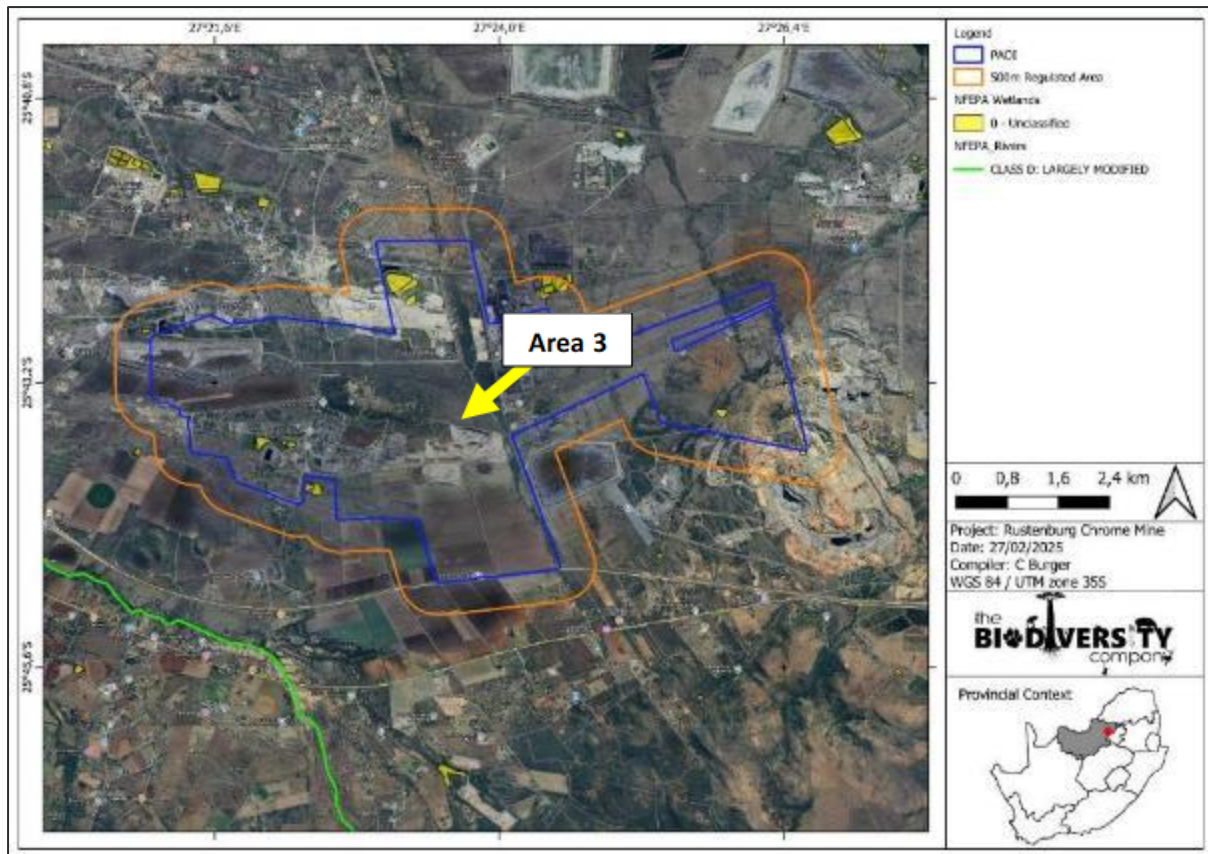 27°21,6'E 27°24,0'E 27°26,4'E
25°40,8'S
25°43,2'S
25°45,6'S
Area 3
Legend
PAOI
500m Regulated Area
NFEPA Wetlands
0 - Unclassified
NFEPA_Rivers
CLASS D: LARGELY MODIFIED
0 0,8 1,6 2,4 km
Project: Rustenburg Chrome Mine
Date: 27/02/2025
Compiler: C Burger
WGS 84 / UTM zone 35S
the
BIODIVERSITY
company
Provincial Context